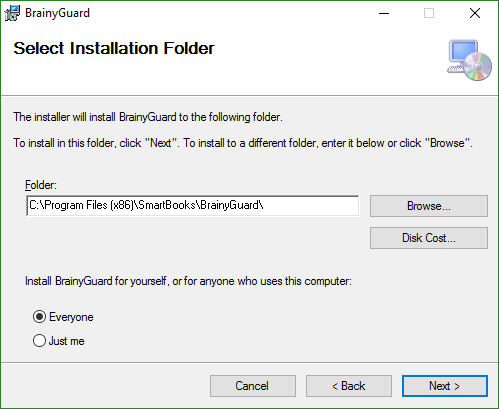 BrainyGuard
Select Installation Folder
The installer will install BrainyGuard to the following folder.
To install in this folder, click "Next". To install to a different folder, enter it below or click "Browse".
Folder:
C:\Program Files (x86)\SmartBooks\BrainyGuard\
Browse...
Disk Cost...
Install BrainyGuard for yourself, or for anyone who uses this computer:
Everyone
Just me
Cancel
< Back
Next >